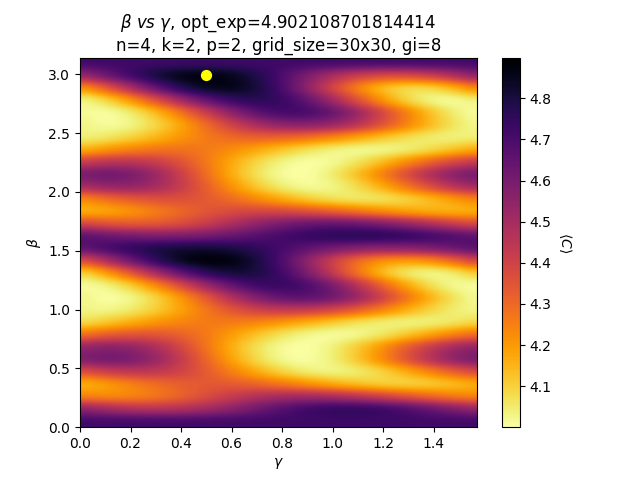 β vs γ, opt_exp=4.902108701814414
n=4, k=2, p=2, grid_size=30x30, gi=8
3.0
2.5
2.0
1.5
1.0
0.5
0.0
β
0.0 0.2 0.4 0.6 0.8 1.0 1.2 1.4
γ
4.8
4.7
4.6
4.5
4.4
4.3
4.2
4.1
⟨C⟩